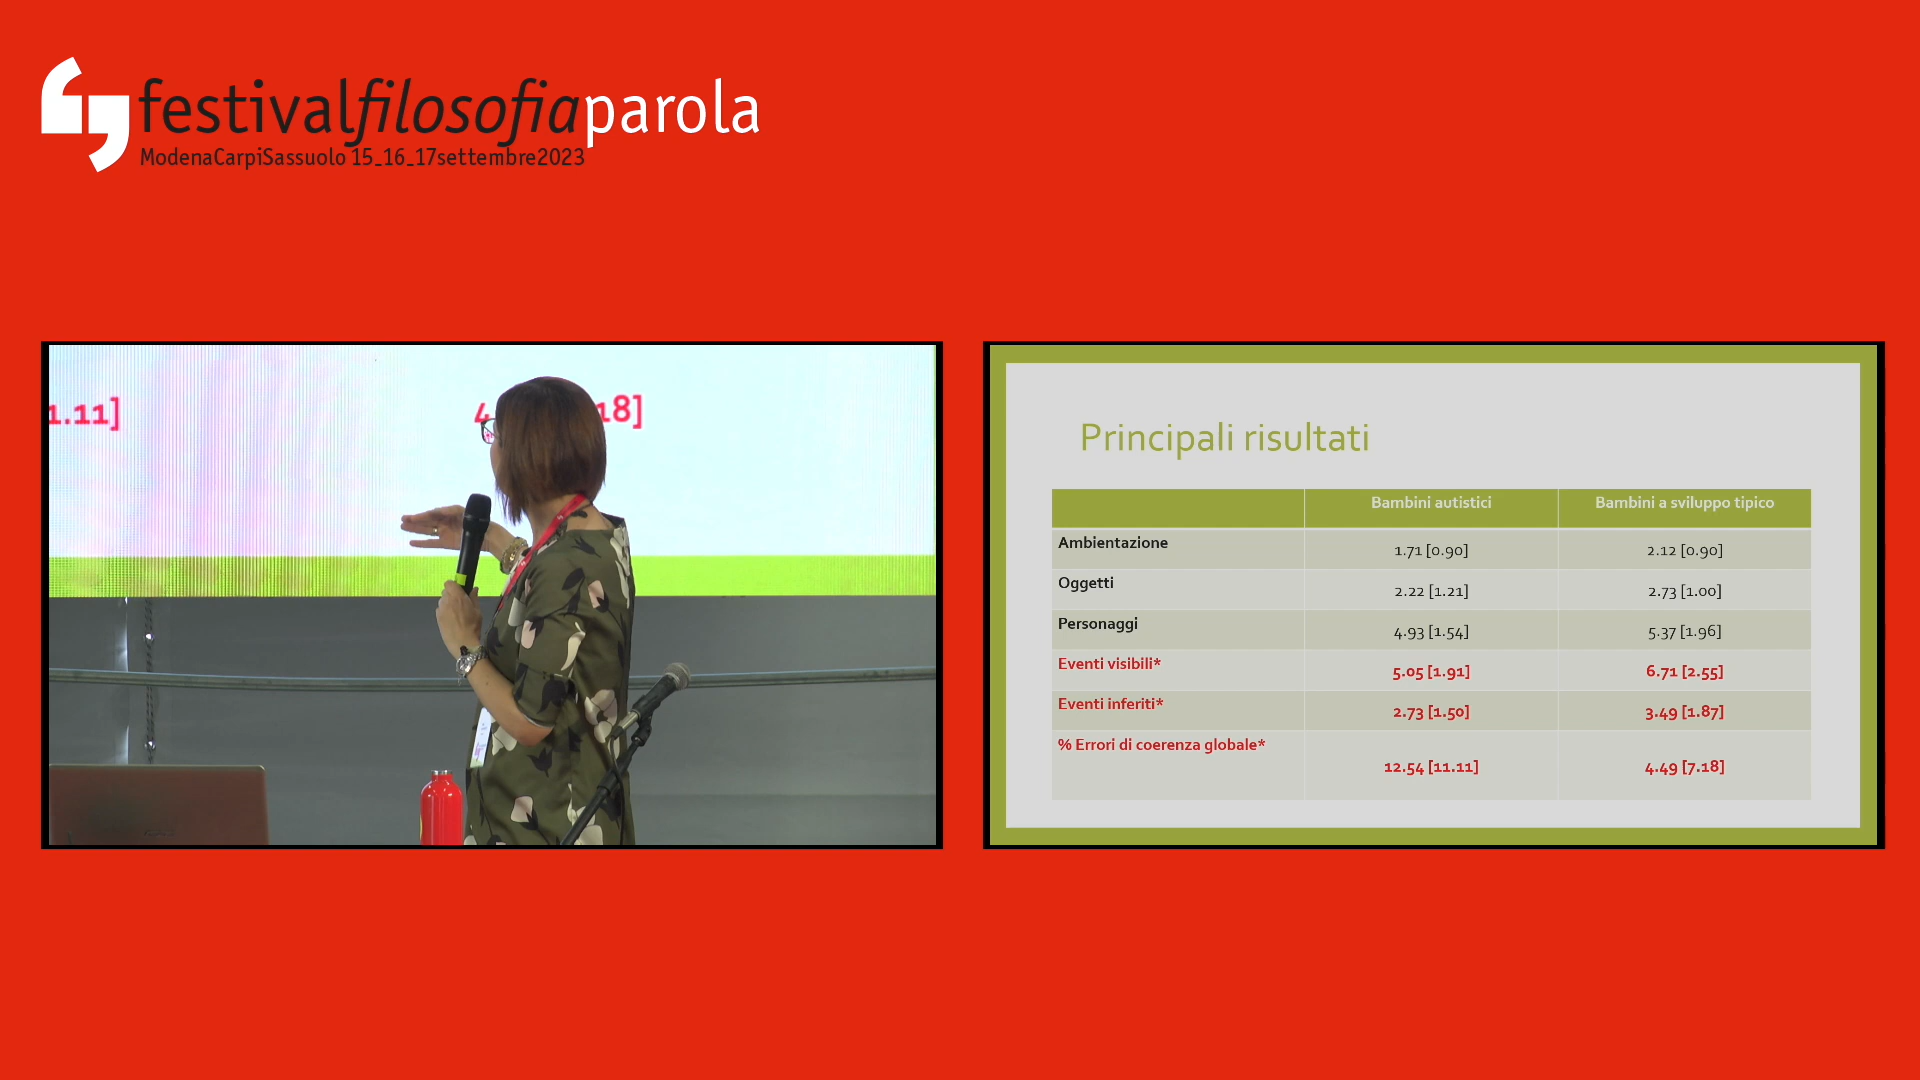 festivalfilosofiaparola
ModenaCarpiSassuolo 15_16_17settembre2023
1.11]
4
18]
Principali risultati
Bambini autistici Bambini a sviluppo tipico
Ambientazione 1.71 [0.90] 2.12 [0.90]
Oggetti 2.22 [1.21] 2.73 [1.00]
Personaggi 4.93 [1.54] 5.37 [1.96]
Eventi visibili* 5.05 [1.91] 6.71 [2.55]
Eventi inferiti* 2.73 [1.50] 3.49 [1.87]
% Errori di coerenza globale* 12.54 [11.11] 4.49 [7.18]